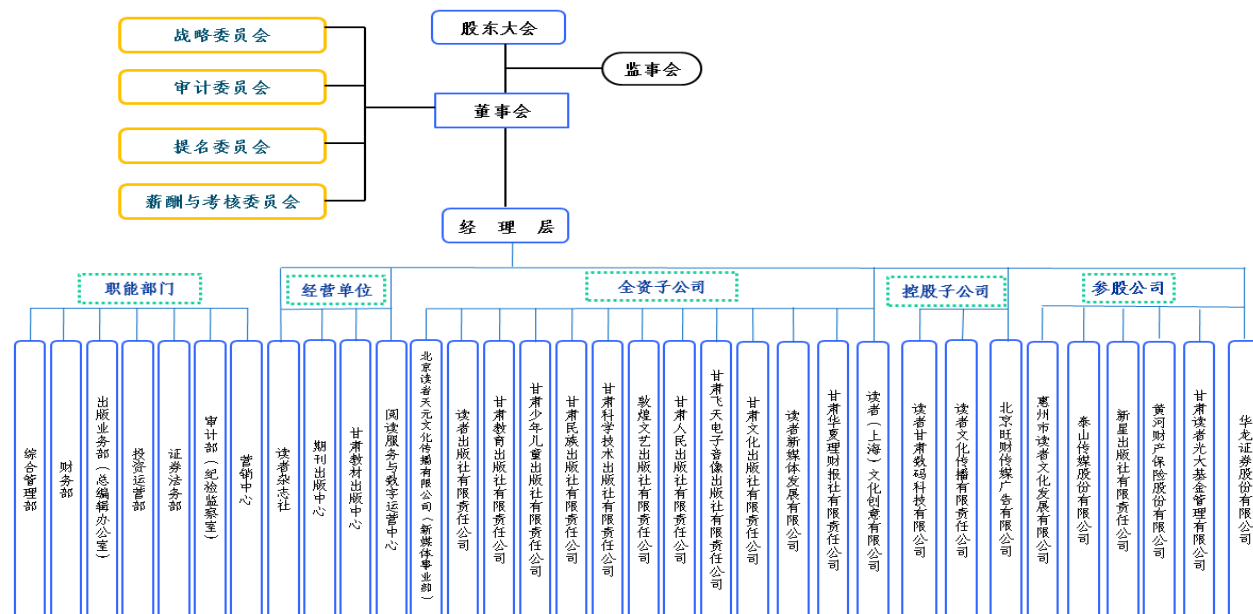 股东大会
战略委员会
监事会
审计委员会
董事会
提名委员会
薪酬与考核委员会
经 理 层
职能部门
经营单位
全资子公司
控股子公司
参股公司
综合管理部
财务部
出版业务部（总编辑办公室）
投资运营部
证券法务部
审计部（纪检监察室）
营销中心
读者杂志社
期刊出版中心
甘肃教材出版中心
阅读服务与数字运营中心
北京读者天元文化传播有限公司（新媒体事业部）
读者出版社有限责任公司
甘肃教育出版社有限责任公司
甘肃少年儿童出版社有限责任公司
甘肃民族出版社有限责任公司
甘肃科学技术出版社有限责任公司
敦煌文艺出版社有限责任公司
甘肃人民出版社有限责任公司
甘肃飞天电子音像出版社有限责任公司
甘肃文化出版社有限责任公司
读者新媒体发展有限公司
甘肃华夏理财报社有限责任公司
读者（上海）文化创意有限责任公司
读者甘肃数码科技有限公司
读者文化传播有限责任公司
北京旺财传媒广告有限公司
惠州市读者文化发展有限公司
泰山传媒股份有限公司
新星出版社有限责任公司
黄河财产保险股份有限公司
甘肃读者光大基金管理有限公司
华龙证券股份有限公司